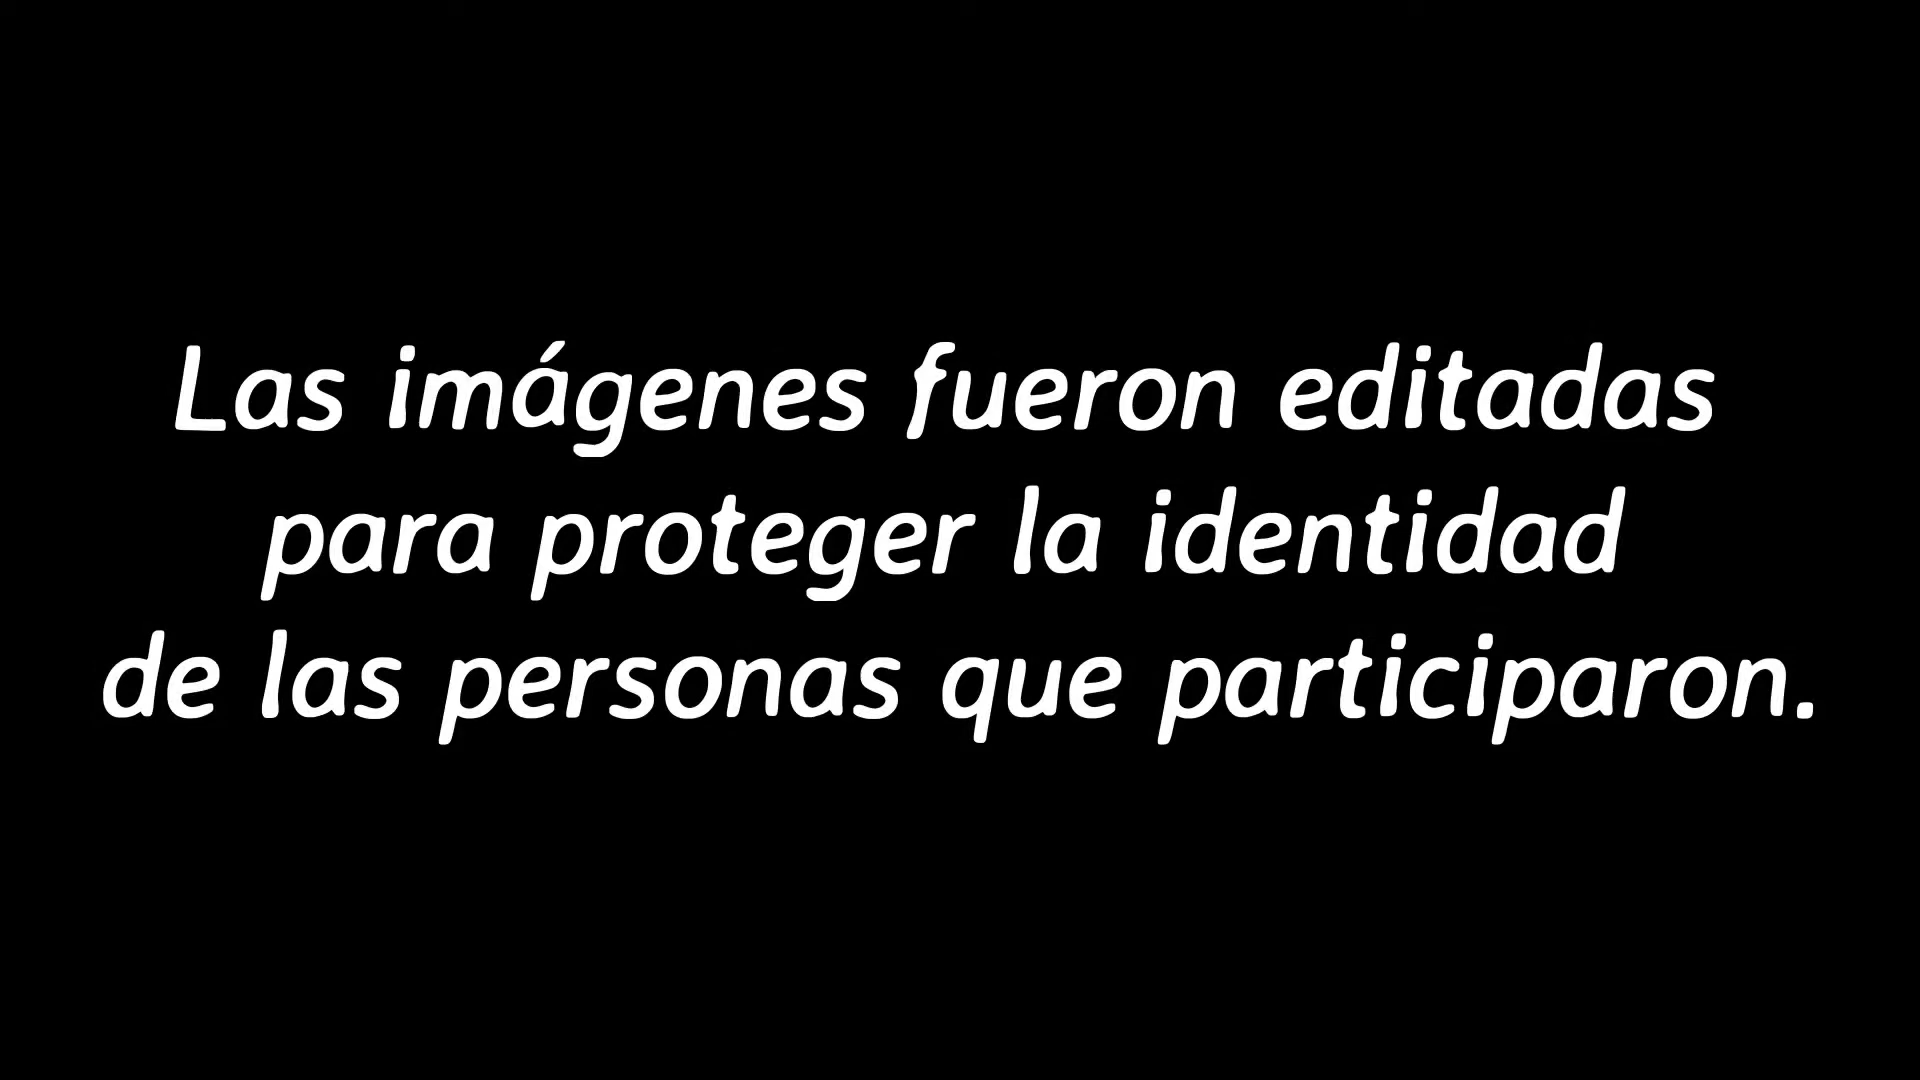 Las imágenes fueron editadas
para proteger la identidad
de las personas que participaron.